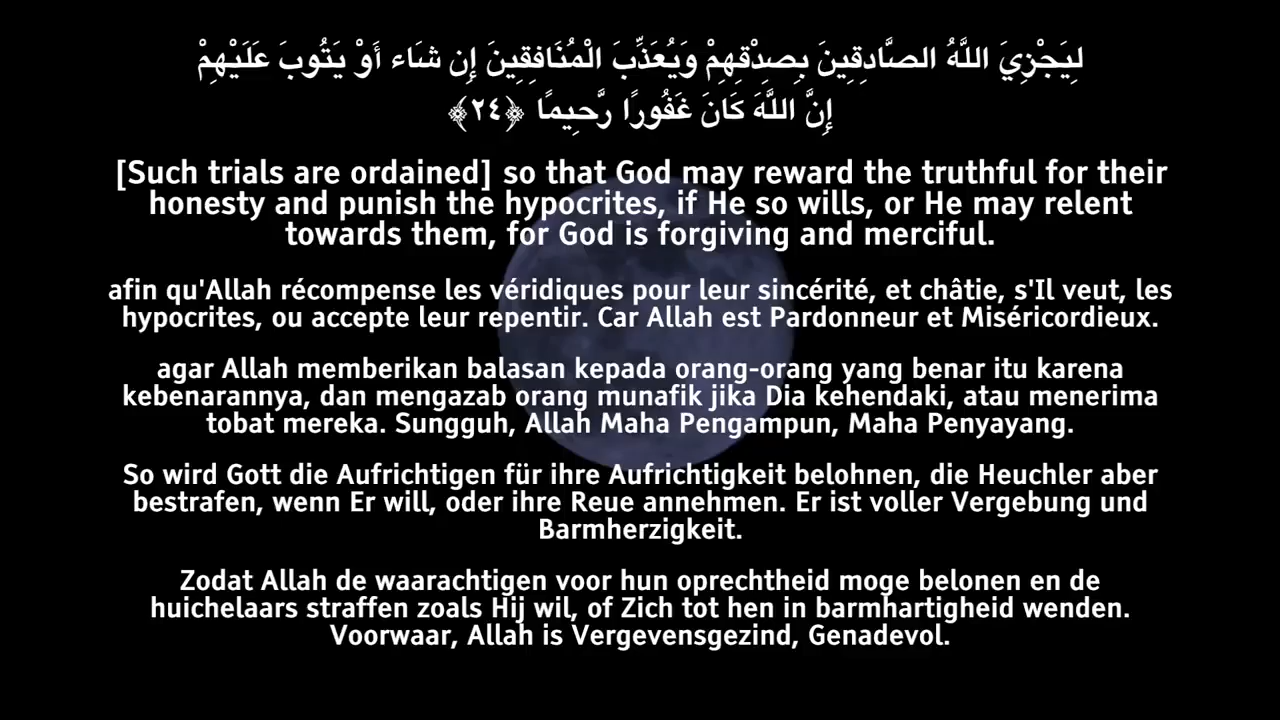 لِيَجْزِيَ اللَّهُ الصَّادِقِينَ بِصِدْقِهِمْ وَيُعَذِّبَ الْمُنَافِقِينَ إِن شَاء أَوْ يَتُوبَ عَلَيْهِمْ
إِنَّ اللَّهَ كَانَ غَفُورًا رَّحِيمًا ﴿٢٤﴾
[Such trials are ordained] so that God may reward the truthful for their
honesty and punish the hypocrites, if He so wills, or He may relent
towards them, for God is forgiving and merciful.
afin qu'Allah récompense les véridiques pour leur sincérité, et châtie, s'Il veut, les
hypocrites, ou accepte leur repentir. Car Allah est Pardonneur et Miséricordieux.
agar Allah memberikan balasan kepada orang-orang yang benar itu karena
kebenarannya, dan mengazab orang munafik jika Dia kehendaki, atau menerima
tobat mereka. Sungguh, Allah Maha Pengampun, Maha Penyayang.
So wird Gott die Aufrichtigen für ihre Aufrichtigkeit belohnen, die Heuchler aber
bestrafen, wenn Er will, oder ihre Reue annehmen. Er ist voller Vergebung und
Barmherzigkeit.
Zodat Allah de waarachtigen voor hun oprechtheid moge belonen en de
huichelaars straffen zoals Hij wil, of Zich tot hen in barmhartigheid wenden.
Voorwaar, Allah is Vergevensgezind, Genadevol.